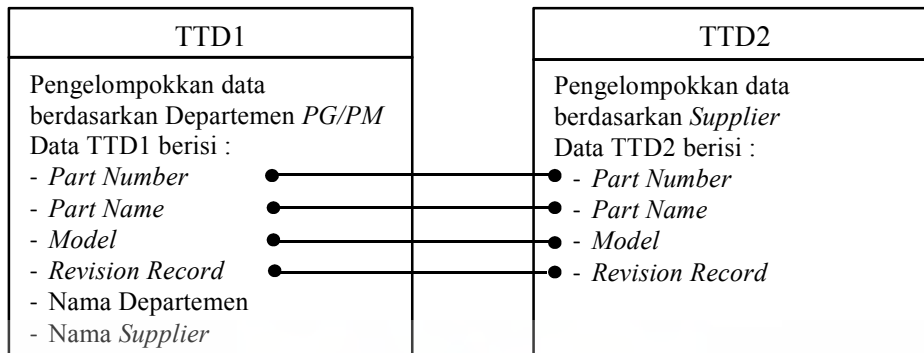 TTD1
Pengelompokkan data
berdasarkan Departemen PG/PM
Data TTD1 berisi :
- Part Number
- Part Name
- Model
- Revision Record
- Nama Departemen
- Nama Supplier
TTD2
Pengelompokkan data
berdasarkan Supplier
Data TTD2 berisi :
- Part Number
- Part Name
- Model
- Revision Record